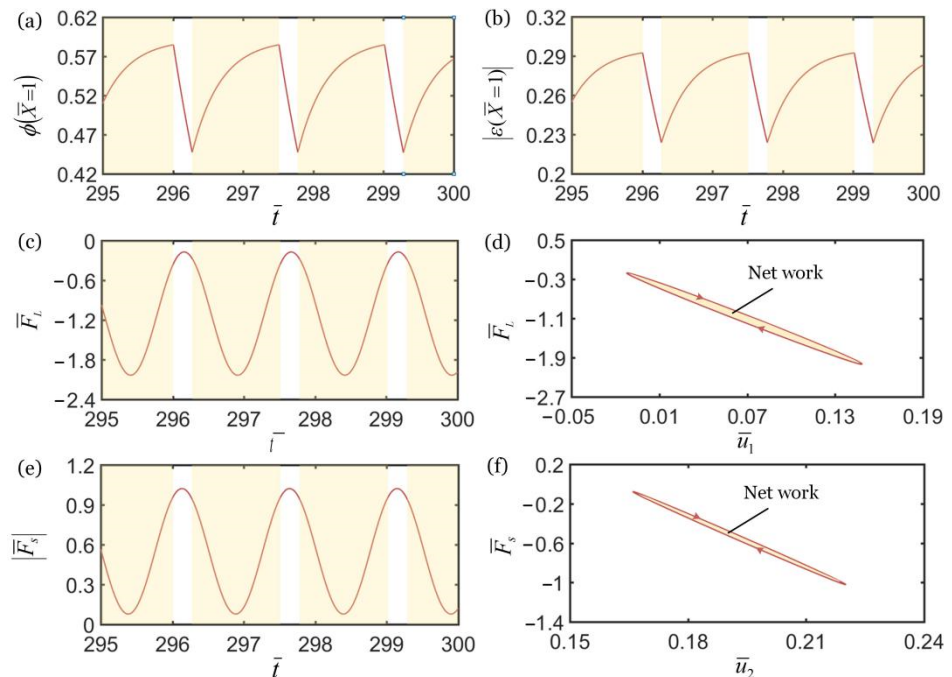 (a)
0.62
0.57
0.52
0.47
0.42
ϕ(X̅=1)
295 296 297 298 299 300
t̅
(b)
0.32
0.29
0.26
0.23
0.2
|ε(X̅=1)|
295 296 297 298 299 300
t̅
(c)
0
−0.6
−1.2
−1.8
−2.4
F̅L
295 296 297 298 299 300
(d)
0.5
−0.3
−1.1
−1.9
−2.7
F̅L
Net work
−0.05 0.01 0.07 0.13 0.19
u̅1
(e)
1.2
0.9
0.6
0.3
0
|F̅s|
295 296 297 298 299 300
t̅
(f)
0.2
−0.2
−0.6
−1
−1.4
F̅s
Net work
0.15 0.18 0.21 0.24
u̅2